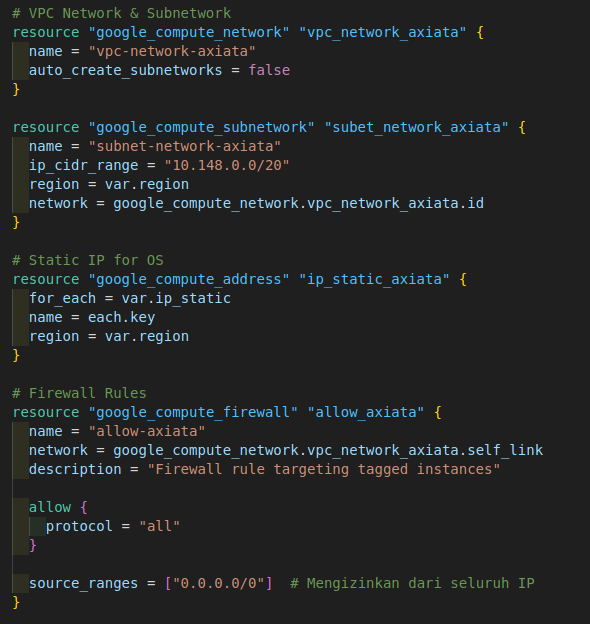 # VPC Network & Subnetwork
resource "google_compute_network" "vpc_network_axiata" {
  name = "vpc-network-axiata"
  auto_create_subnetworks = false
}

resource "google_compute_subnetwork" "subet_network_axiata" {
  name = "subnet-network-axiata"
  ip_cidr_range = "10.148.0.0/20"
  region = var.region
  network = google_compute_network.vpc_network_axiata.id
}

# Static IP for OS
resource "google_compute_address" "ip_static_axiata" {
  for_each = var.ip_static
  name = each.key
  region = var.region
}

# Firewall Rules
resource "google_compute_firewall" "allow_axiata" {
  name = "allow-axiata"
  network = google_compute_network.vpc_network_axiata.self_link
  description = "Firewall rule targeting tagged instances"

  allow {
    protocol = "all"
  }

  source_ranges = ["0.0.0.0/0"]  # Mengizinkan dari seluruh IP
}